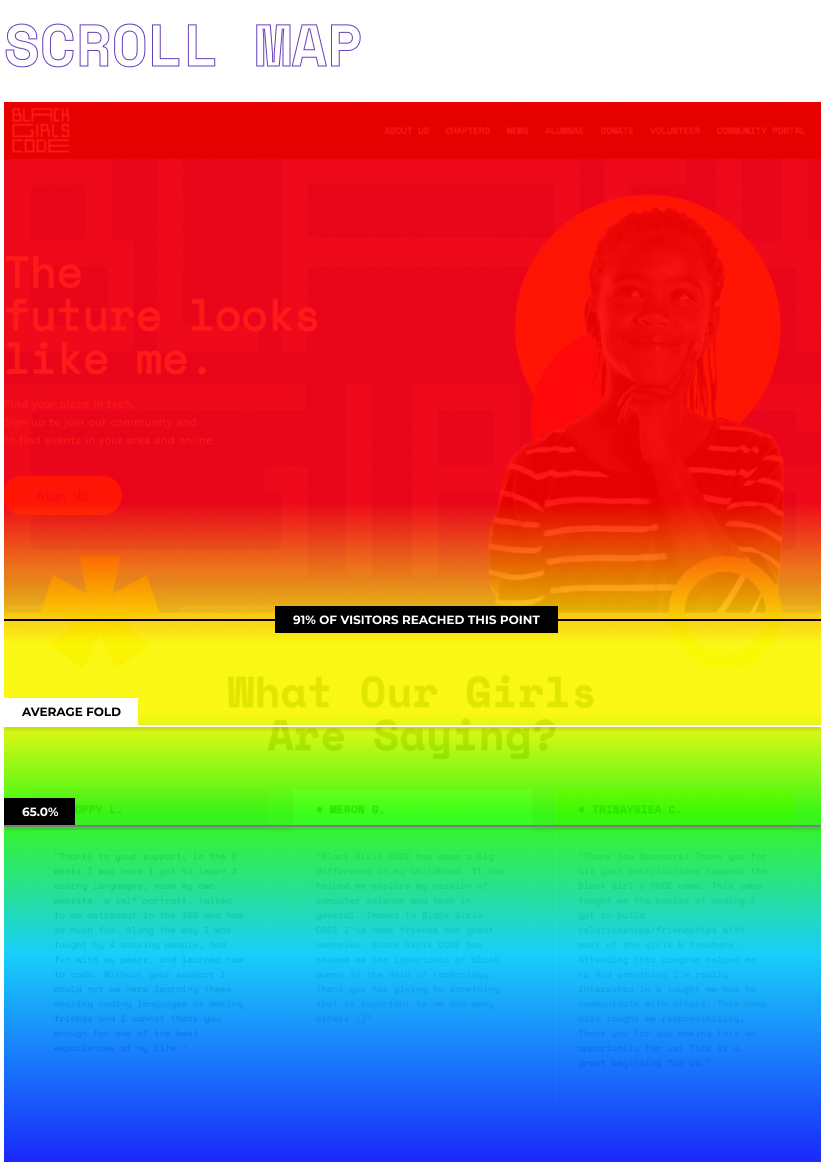 SCROLL MAP
BLACK
GIRLS
CODE
ABOUT US CHAPTERS NEWS ALUMNAE DONATE VOLUNTEER COMMUNITY PORTAL
The
future looks
like me.
Find your place in tech.
Sign up to join our community and
to find events in your area and online.
Sign Up
91% OF VISITORS REACHED THIS POINT
What Our Girls
AVERAGE FOLD
Are Saying?
65.0%
OPPY L.
MERON G.
TRINAYSIEA C.
"Thanks to your support, in the 2
weeks I was here I got to learn 3
coding languages, made my own
website, a self portrait, talked
to an astronaut in the ISS and had
so much fun. Along the way I was
taught by 4 amazing people, had
fun with my peers, and learned how
to code. Without your support I
would not be here learning these
amazing coding languages or making
friends and I cannot thank you
enough for one of the best
experiences of my life."
"Black Girls CODE has made a big
difference in my childhood. It has
helped me explore my passion of
computer science and tech in
general. Thanks to Black Girls
CODE I've made friends and great
memories. Black Girls CODE has
showed me the importance of black
women in the field of technology.
Thank you for giving to something
that is important to me and many
others :)"
"Thank You Sponsors! Thank you for
all your contributions towards the
Black Girl's CODE camp. This camp
taught me the basics of coding.I
got to build
relationships/friendships with
most of the girls & teachers.
Attending this program helped me
to find something I'm really
interested in & taught me how to
communicate with others. This camp
also taught me responsibility.
Thank you for you making this an
opportunity for us! This is a
great beginning for us."